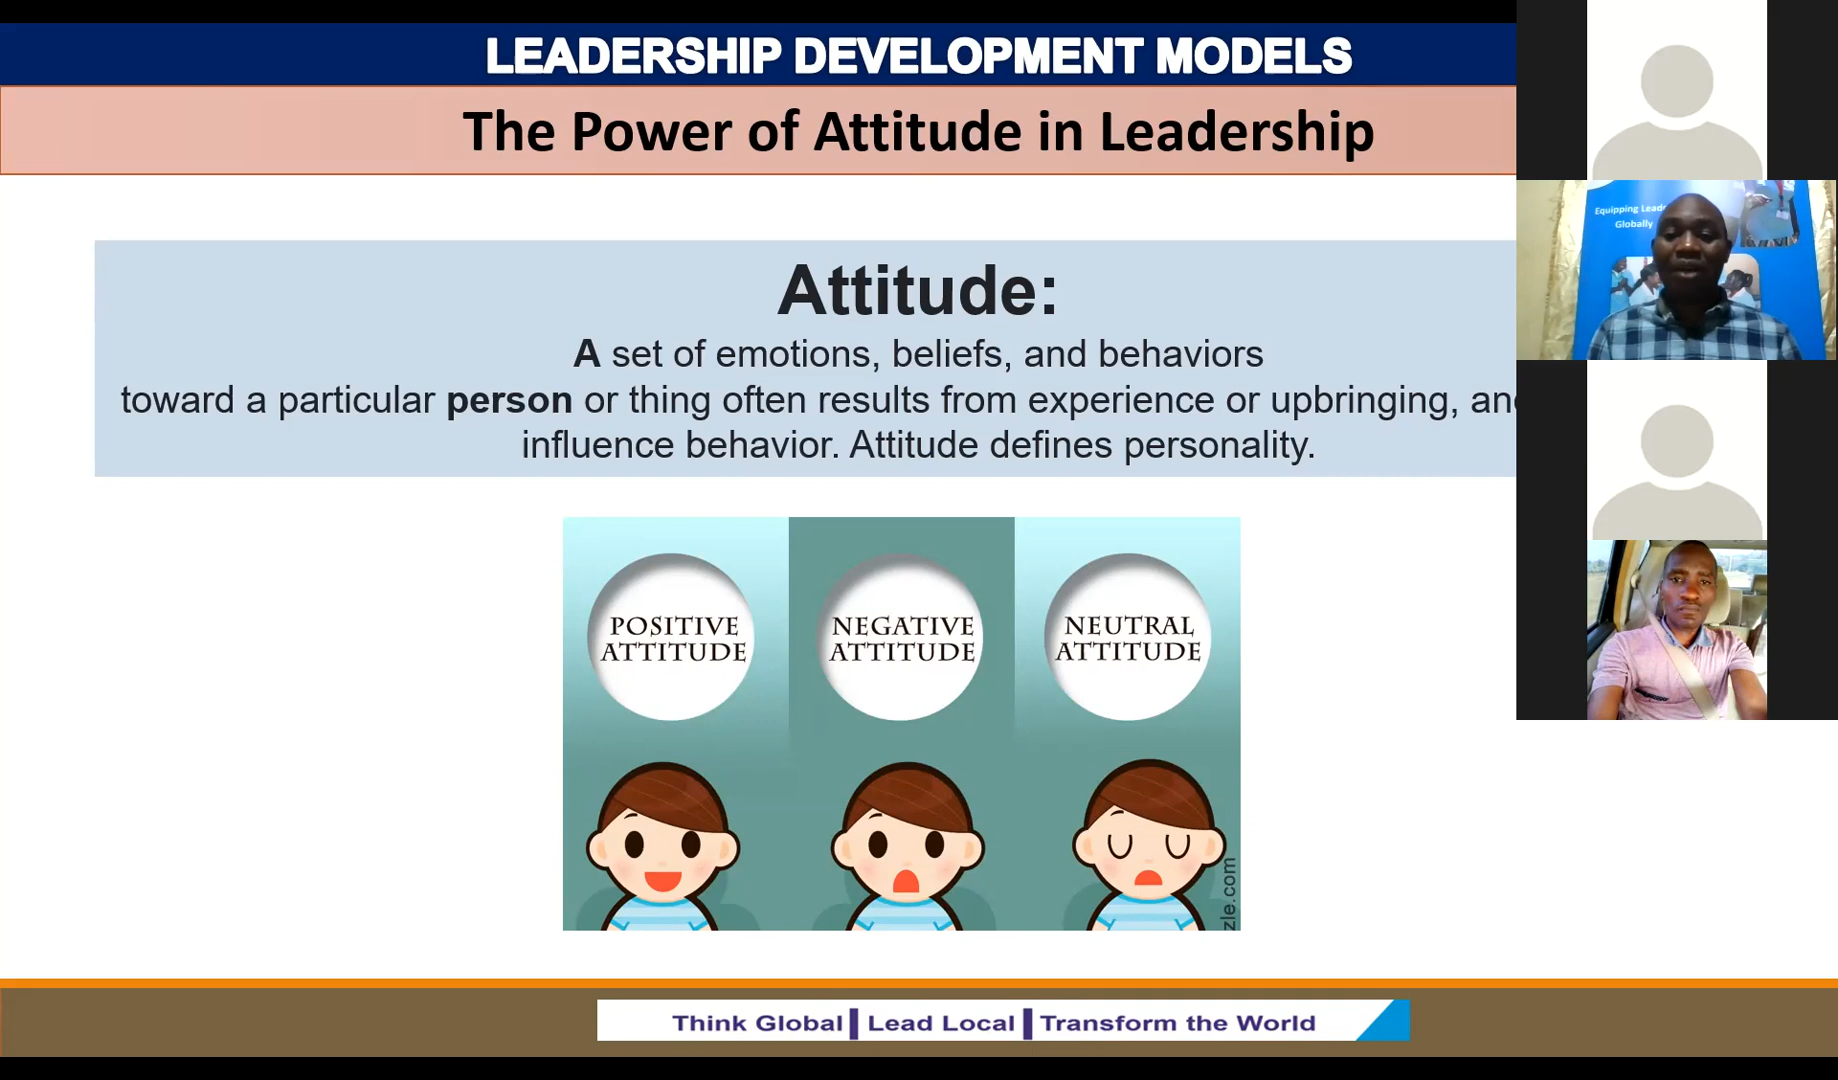 LEADERSHIP DEVELOPMENT MODELS
The Power of Attitude in Leadership
Attitude:
A set of emotions, beliefs, and behaviors
toward a particular person or thing often results from experience or upbringing,
influence behavior. Attitude defines personality.
Equipping
Globally
POSITIVE
ATTITUDE
NEGATIVE
ATTITUDE
NEUTRAL
ATTITUDE
zle.com
Think Global Lead Local Transform the World